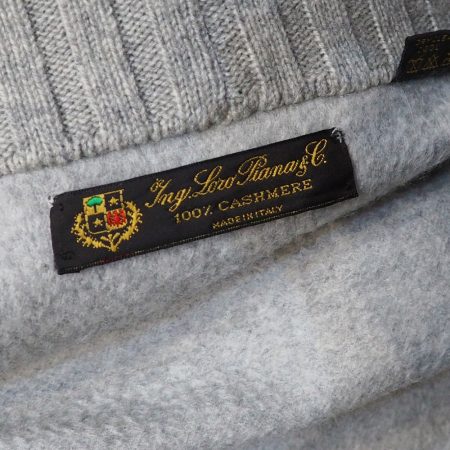 Ing. Loro Piana & C.
100% CASHMERE
MADE IN ITALY